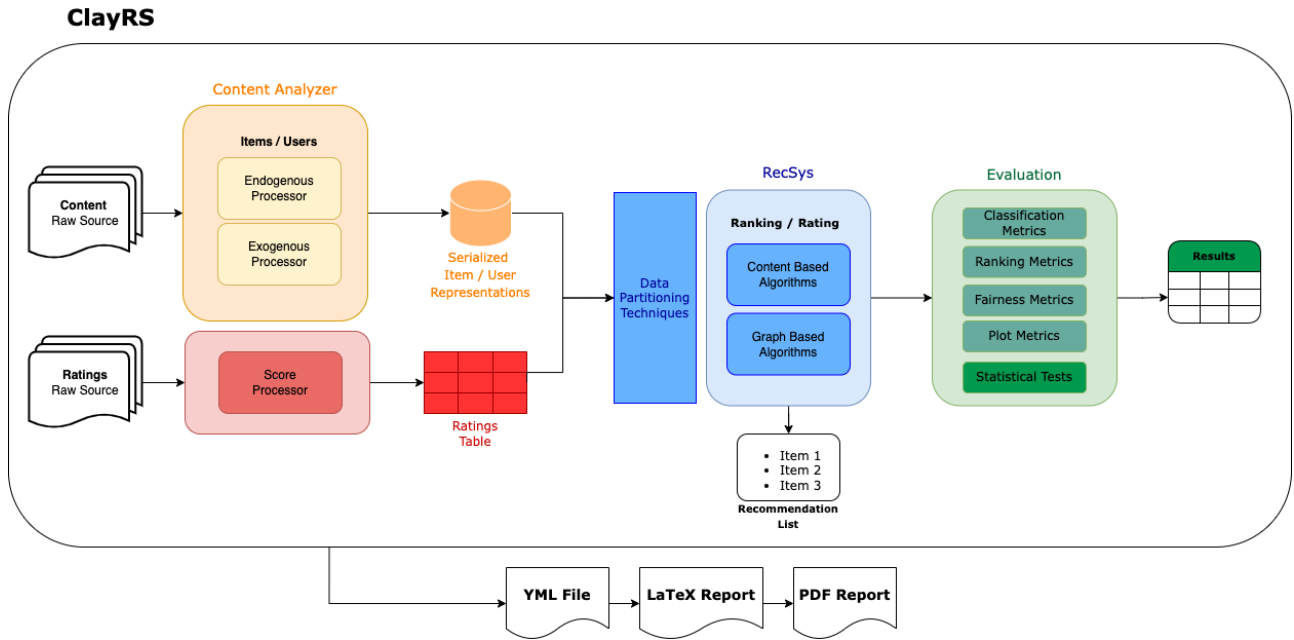 ClayRS
Content Analyzer
Items / Users
Endogenous
Processor
Exogenous
Processor
Content
Raw Source
Serialized
Item / User
Representations
Ratings
Raw Source
Score
Processor
Ratings
Table
Data
Partitioning
Techniques
RecSys
Ranking / Rating
Content Based
Algorithms
Graph Based
Algorithms
• Item 1
• Item 2
• Item 3
Recommendation
List
Evaluation
Classification
Metrics
Ranking Metrics
Fairness Metrics
Plot Metrics
Statistical Tests
Results
YML File
LaTeX Report
PDF Report